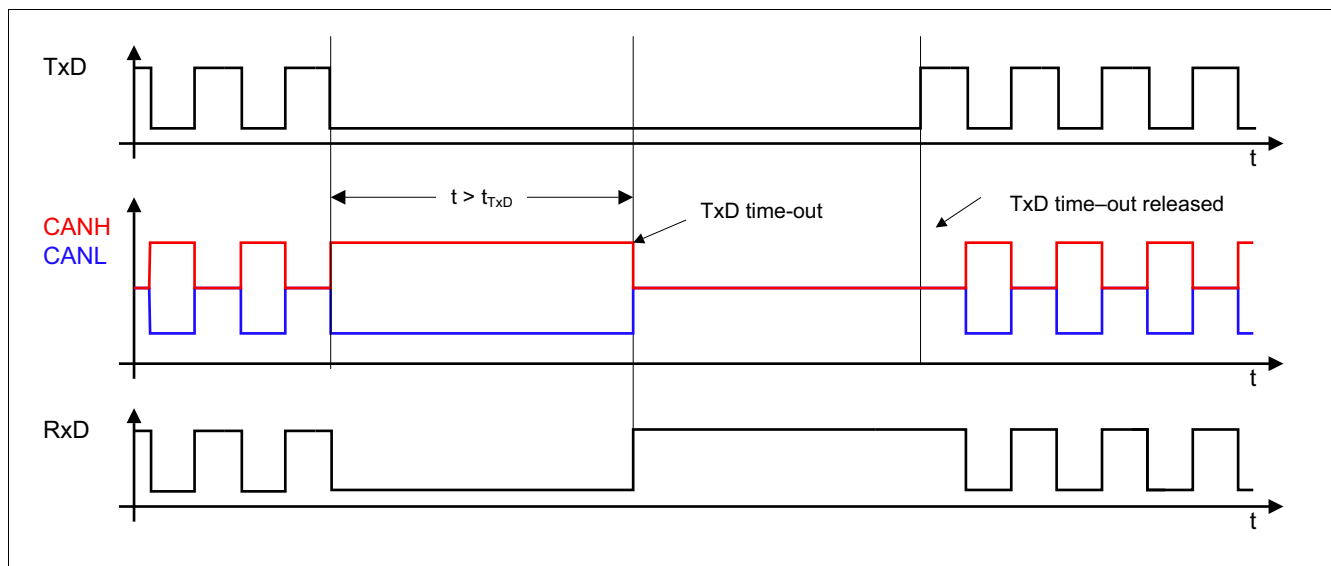 TxD
t
t > tTxD
TxD time-out
TxD time–out released
CANH
CANL
t
RxD
t